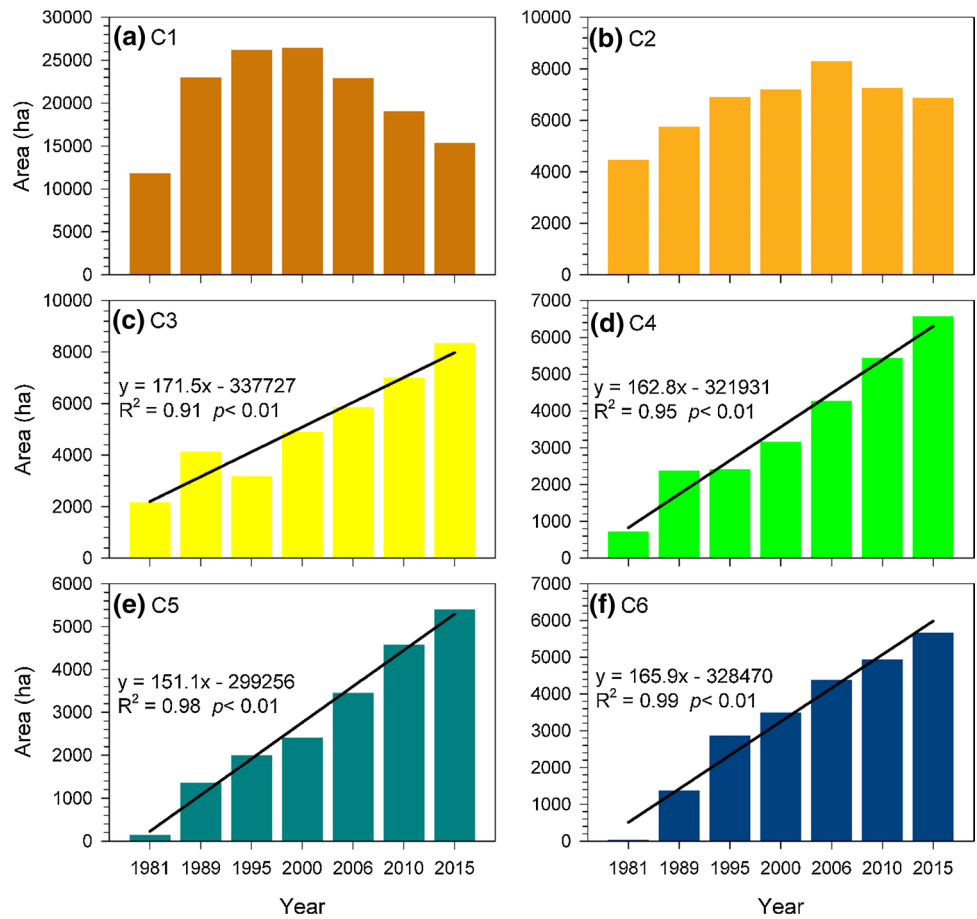 (a) C1
Area (ha)
30000
25000
20000
15000
10000
5000
0
(b) C2
10000
8000
6000
4000
2000
0
(c) C3
y = 171.5x - 337727
R² = 0.91 p< 0.01
Area (ha)
10000
8000
6000
4000
2000
0
(d) C4
y = 162.8x - 321931
R² = 0.95 p< 0.01
7000
6000
5000
4000
3000
2000
1000
0
(e) C5
y = 151.1x - 299256
R² = 0.98 p< 0.01
Area (ha)
6000
5000
4000
3000
2000
1000
0
1981 1989 1995 2000 2006 2010 2015
Year
(f) C6
y = 165.9x - 328470
R² = 0.99 p< 0.01
7000
6000
5000
4000
3000
2000
1000
0
1981 1989 1995 2000 2006 2010 2015
Year